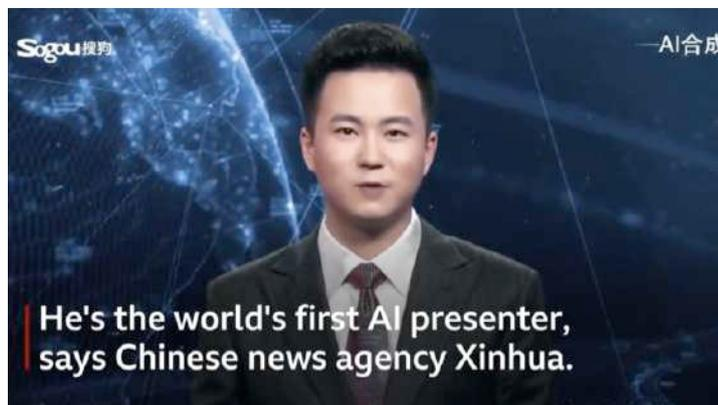 Sogou搜狗
AI合成
He's the world's first AI presenter,
says Chinese news agency Xinhua.